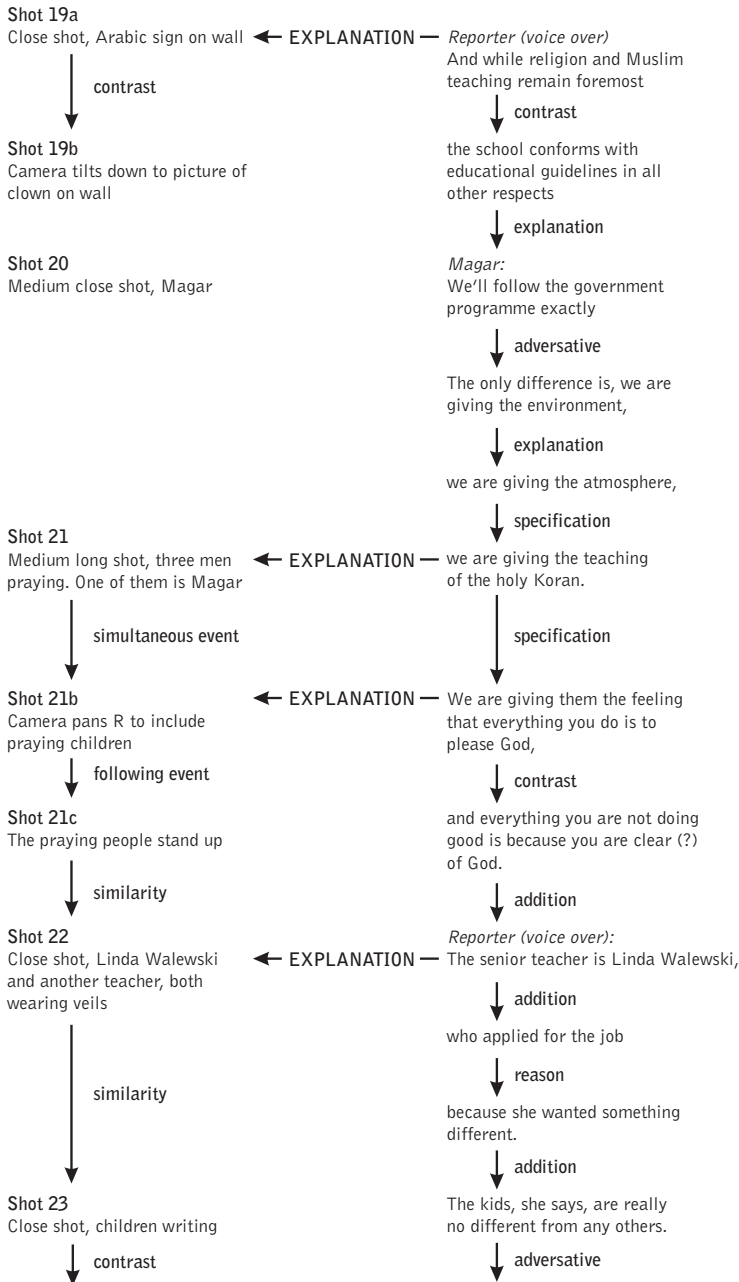 Shot 19a
Close shot, Arabic sign on wall
EXPLANATION
Reporter (voice over)
And while religion and Muslim
teaching remain foremost
contrast
contrast
Shot 19b
Camera tilts down to picture of
clown on wall
the school conforms with
educational guidelines in all
other respects
explanation
Shot 20
Medium close shot, Magar
Magar:
We'll follow the government
programme exactly
adversative
The only difference is, we are
giving the environment,
explanation
we are giving the atmosphere,
specification
Shot 21
Medium long shot, three men
praying. One of them is Magar
EXPLANATION
we are giving the teaching
of the holy Koran.
simultaneous event
specification
Shot 21b
Camera pans R to include
praying children
EXPLANATION
We are giving them the feeling
that everything you do is to
please God,
following event
contrast
Shot 21c
The praying people stand up
and everything you are not doing
good is because you are clear (?)
of God.
similarity
addition
Shot 22
Close shot, Linda Walewski
and another teacher, both
wearing veils
EXPLANATION
Reporter (voice over):
The senior teacher is Linda Walewski,
addition
who applied for the job
reason
because she wanted something
different.
similarity
addition
Shot 23
Close shot, children writing
The kids, she says, are really
no different from any others.
contrast
adversative